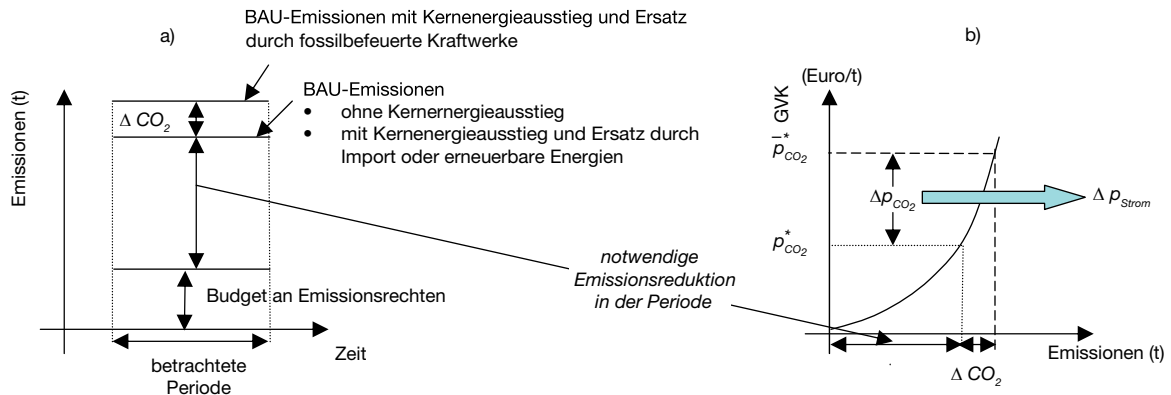 a)
BAU-Emissionen mit Kernenergieausstieg und Ersatz
durch fossilbefeuerte Kraftwerke
Emissionen (t)
Δ CO2
BAU-Emissionen
• ohne Kernernergieausstieg
• mit Kernenergieausstieg und Ersatz durch
Import oder erneuerbare Energien
Budget an Emissionsrechten
Zeit
betrachtete
Periode
notwendige
Emissionsreduktion
in der Periode
b)
(Euro/t)
GVK
p̄*CO2
ΔpCO2
Δ pStrom
p*CO2
Emissionen (t)
Δ CO2